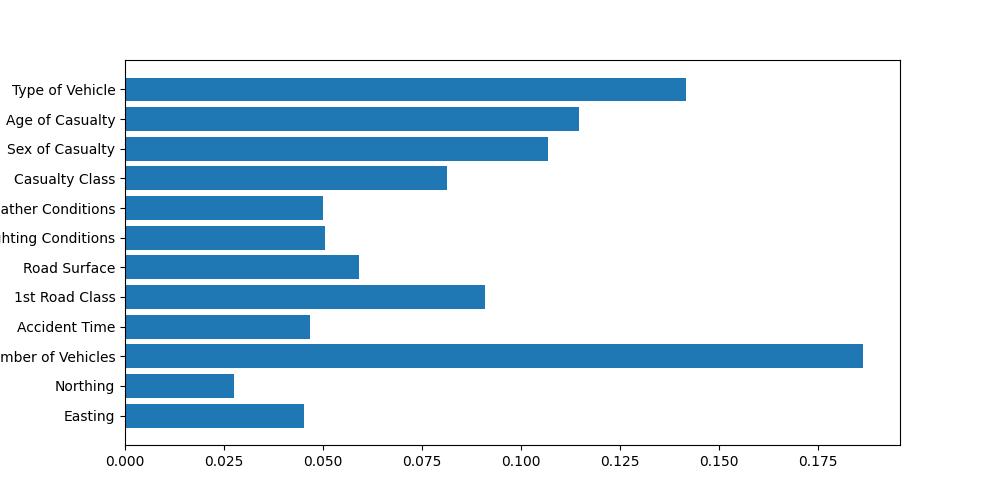 Type of Vehicle
Age of Casualty
Sex of Casualty
Casualty Class
ather Conditions
hting Conditions
Road Surface
1st Road Class
Accident Time
mber of Vehicles
Northing
Easting
0.000 0.025 0.050 0.075 0.100 0.125 0.150 0.175